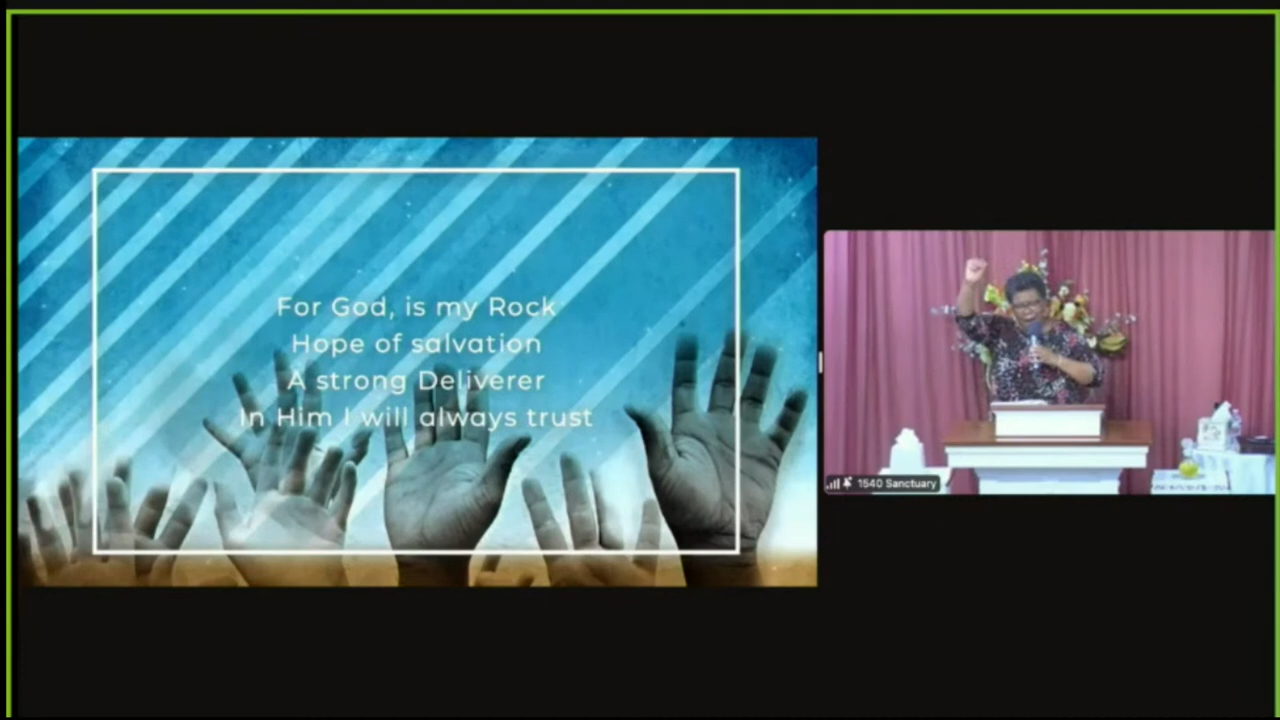 For God, is my Rock
Hope of salvation
A strong Deliverer
In Him I will always trust
1540 Sanctuary